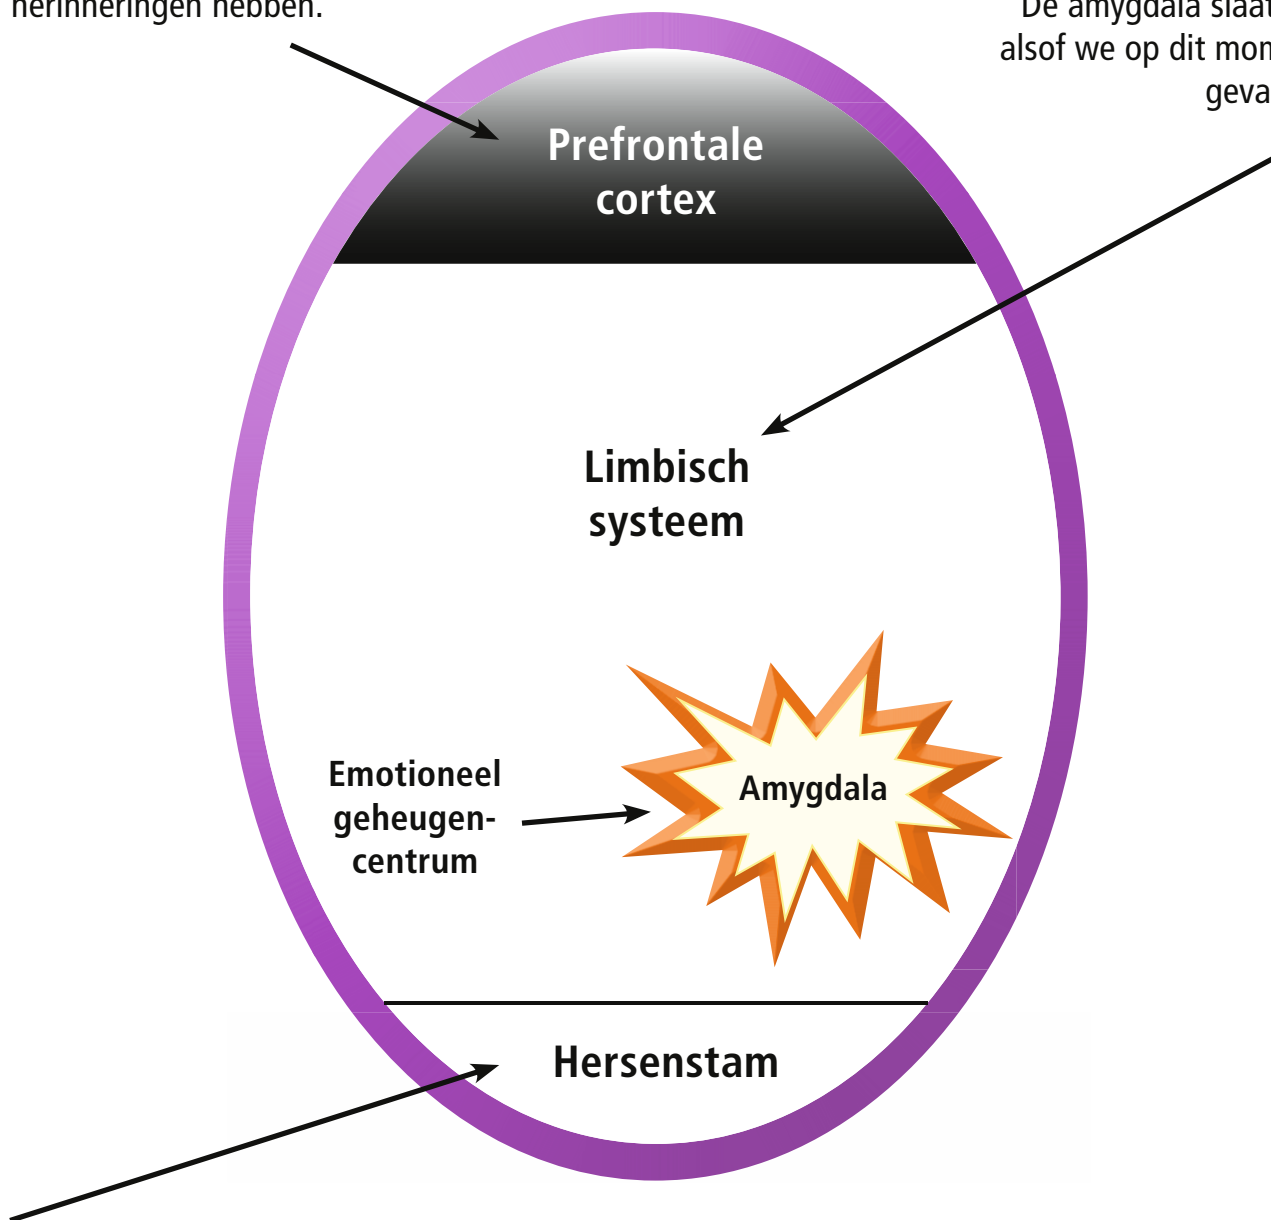 herinneringen hebben.
De amygdala slaat
alsof we op dit mom
geva
Prefrontale
cortex
Limbisch
systeem
Emotioneel
geheugen-
centrum
Amygdala
Hersenstam